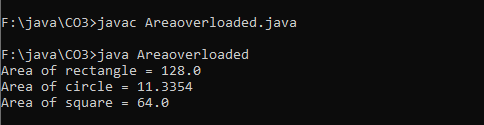 F:\java\CO3>javac Areaoverloaded.java
F:\java\CO3>java Areaoverloaded
Area of rectangle = 128.0
Area of circle = 11.3354
Area of square = 64.0